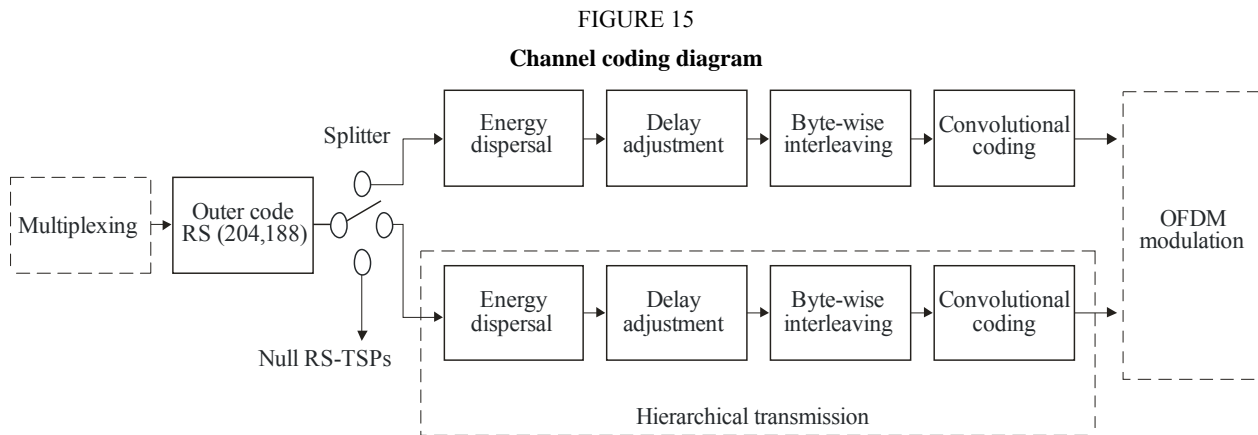 FIGURE 15
Channel coding diagram
Splitter
Energy
dispersal
Delay
adjustment
Byte-wise
interleaving
Convolutional
coding
Multiplexing
Outer code
RS (204,188)
OFDM
modulation
Energy
dispersal
Delay
adjustment
Byte-wise
interleaving
Convolutional
coding
Null RS-TSPs
Hierarchical transmission